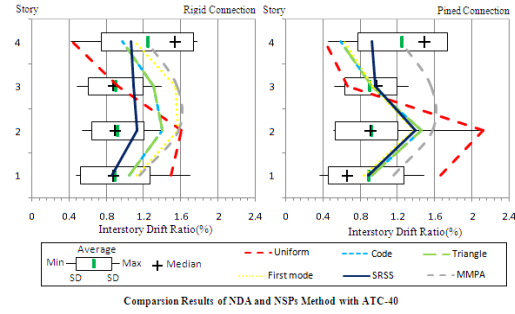 Story Rigid Connection
4
3
2
1
0 0.4 0.8 1.2 1.6 2 2.4
Interstory Drift Ratio(%)
Story Pined Connection
4
3
2
1
0 0.4 0.8 1.2 1.6 2 2.4
Interstory Drift Ratio(%)
Average
Min Max
SD SD
Median
Uniform Code Triangle
First mode SRSS MMPA
Comparsion Results of NDA and NSPs Method with ATC-40